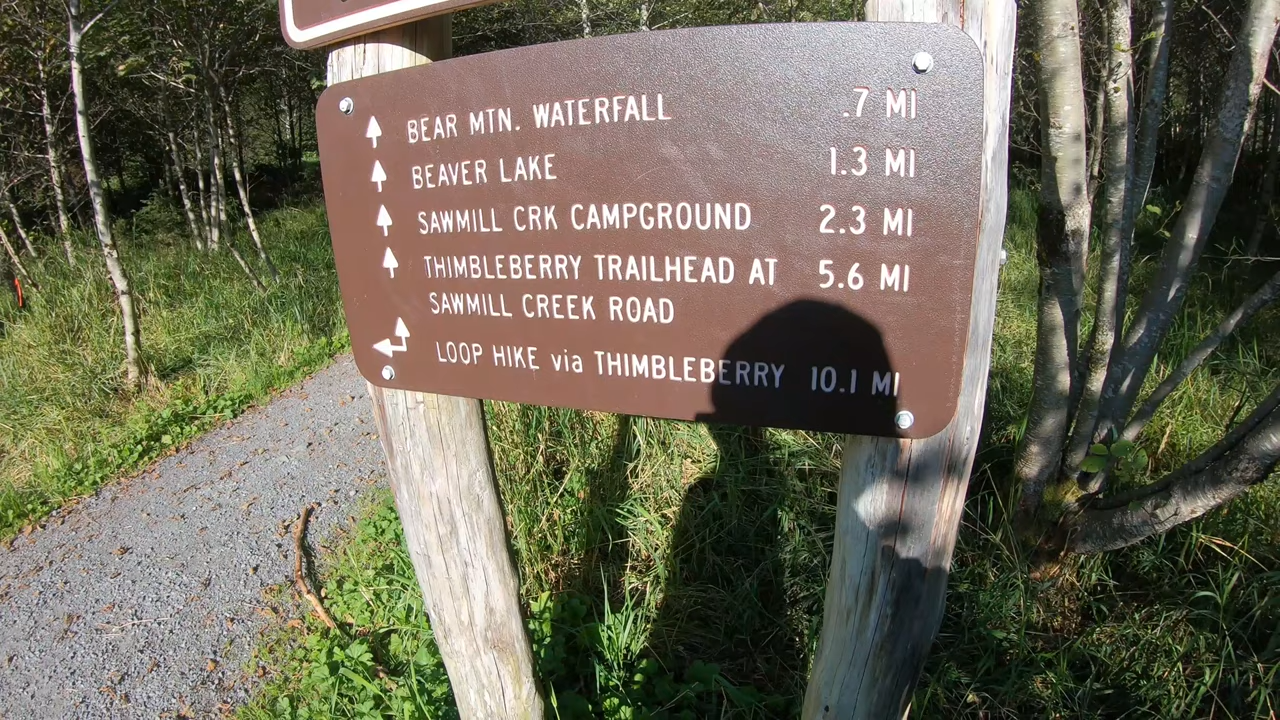 BEAR MTN. WATERFALL .7 MI
BEAVER LAKE 1.3 MI
SAWMILL CRK CAMPGROUND 2.3 MI
THIMBLEBERRY TRAILHEAD AT 5.6 MI
SAWMILL CREEK ROAD
LOOP HIKE via THIMBLEBERRY 10.1 MI